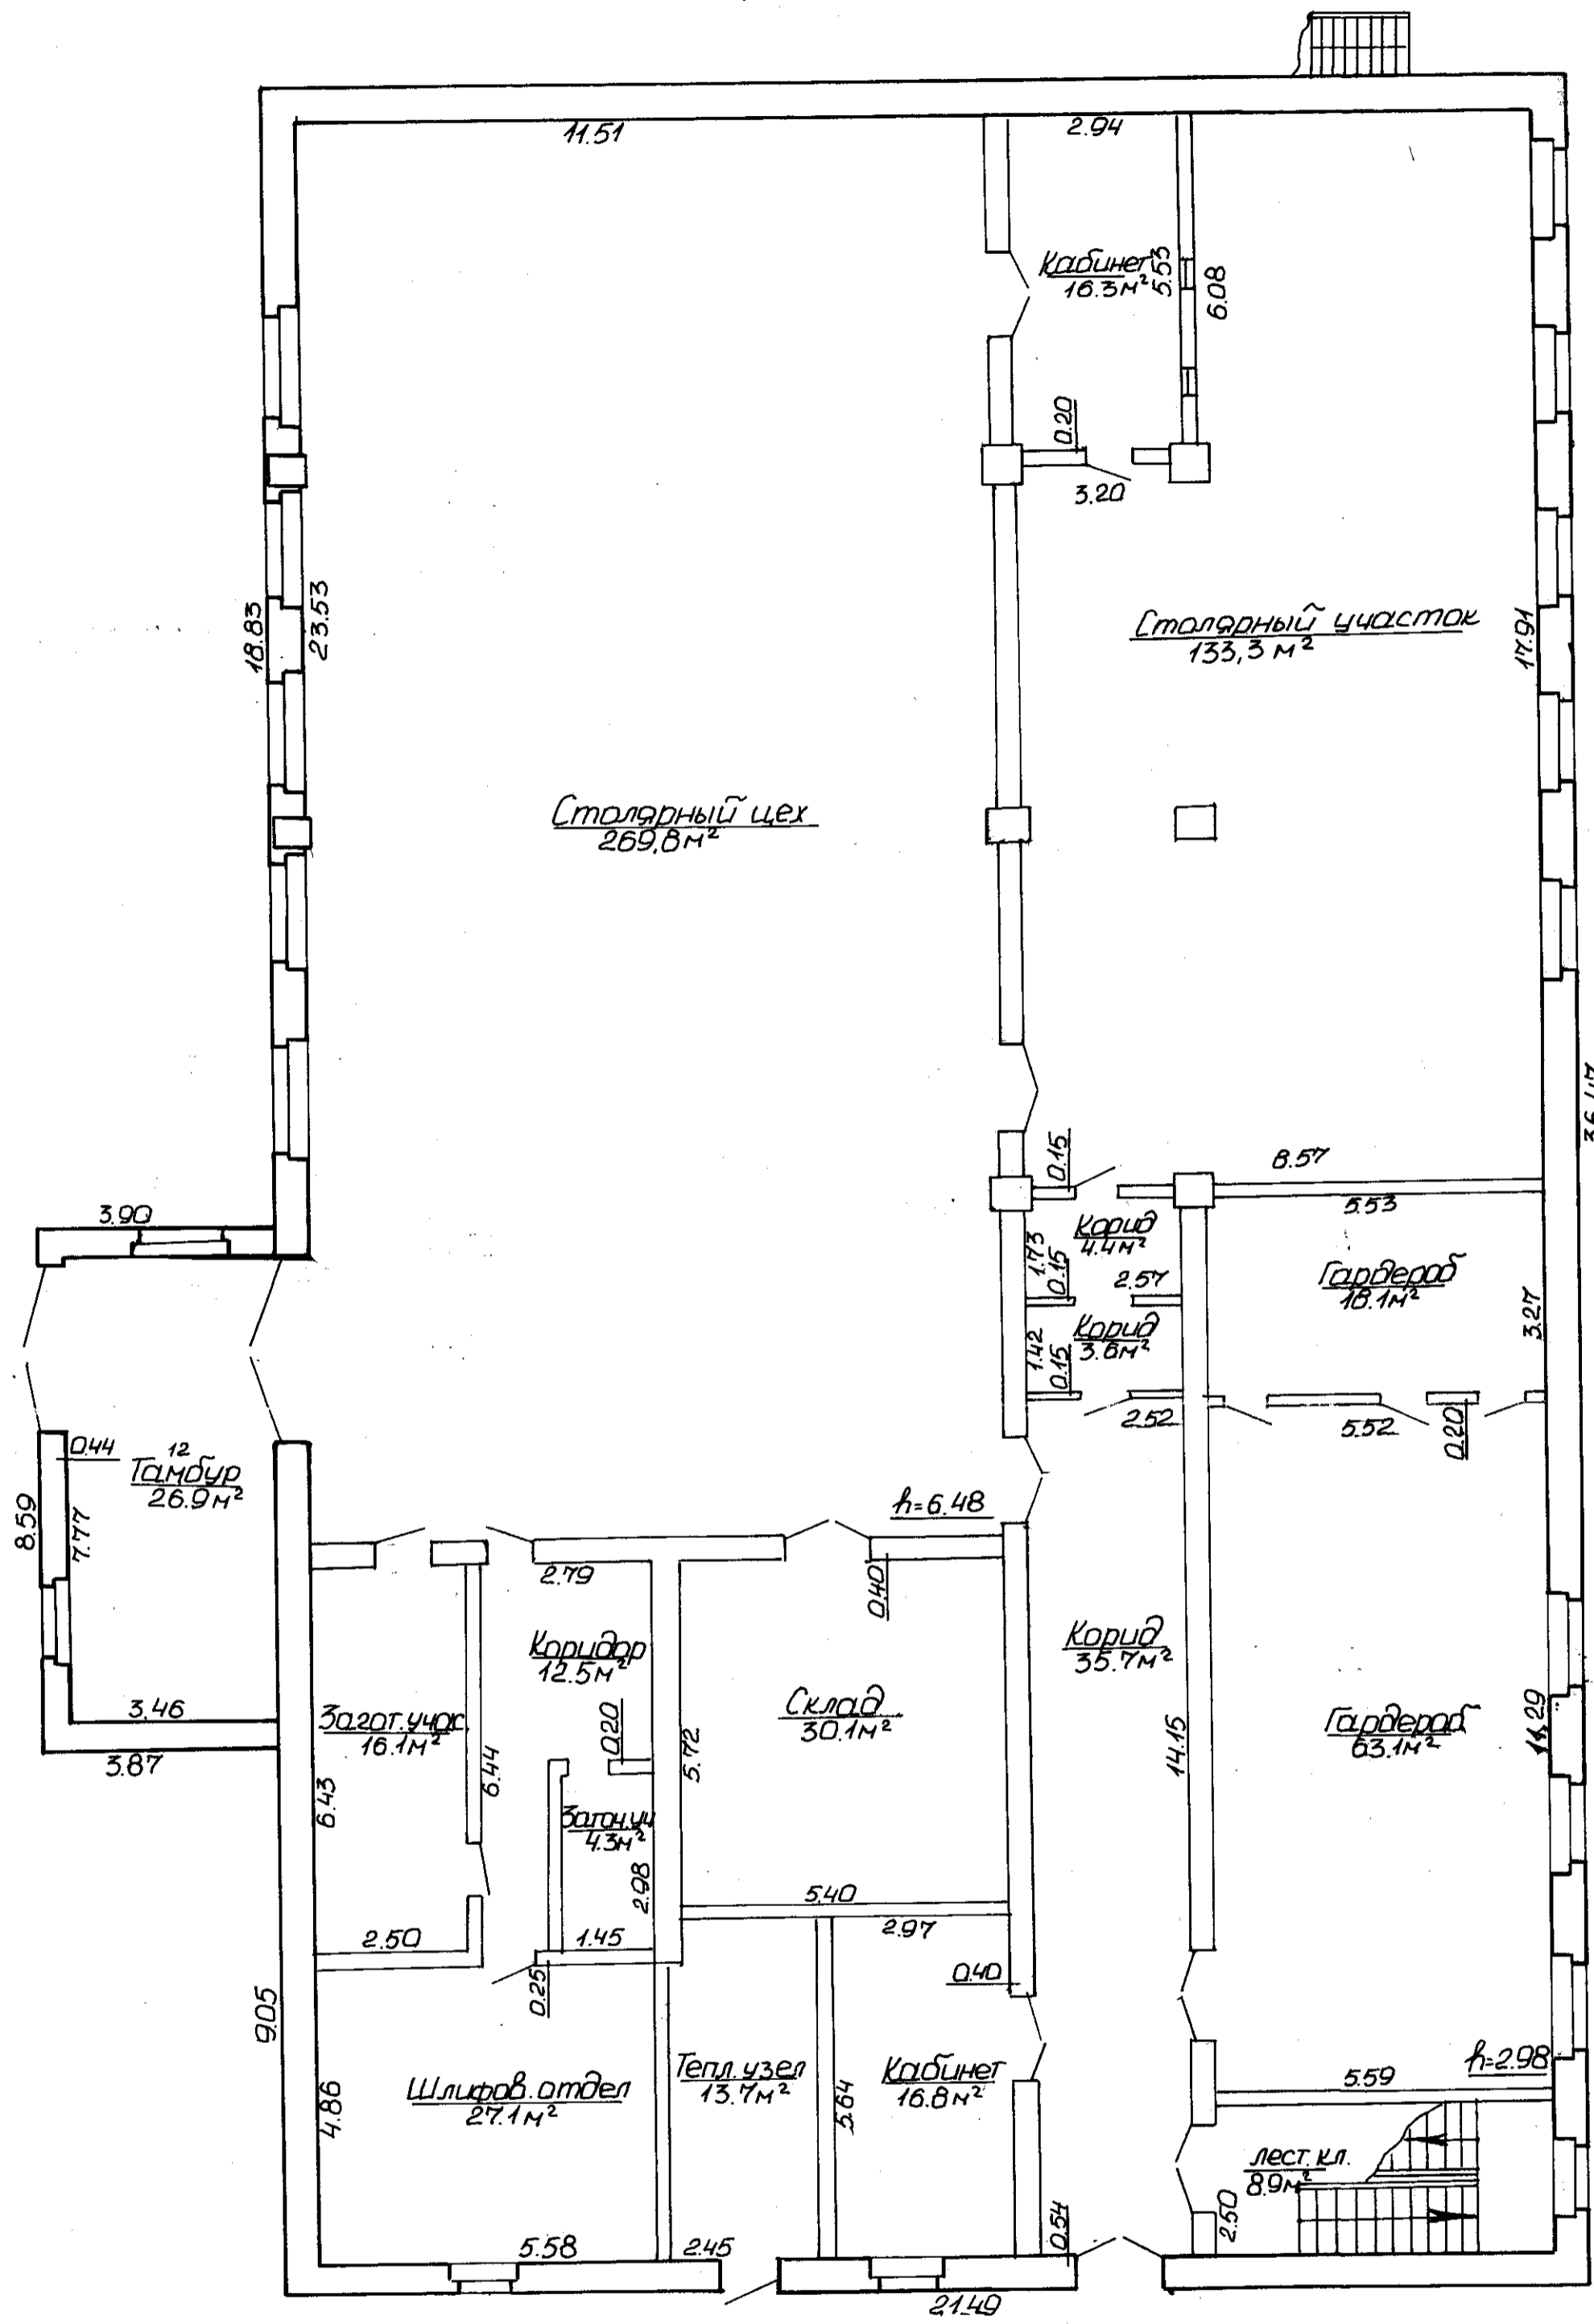 11.51
2.94
Кабинет
16.3м²
5.53
6.08
0.20
3.20
18.83
23.53
Столярный участок
133,3 м²
17.91
Столярный цех
269,8м²
36.47
0.15
8.57
5.53
3.90
Корид
4.4м²
1.73
0.15
2.57
Гардероб
18.1м²
3.27
Корид
3.6м²
1.42
0.15
2.52
5.52
0.20
0.44
12
Тамбур
26.9м²
8.59
7.77
h=6.48
2.79
0.40
Коридор
12.5м²
Корид
35.7м²
3.46
3.87
Загот.учас
16.1м²
6.43
6.44
0.20
5.72
Склад
30.1м²
14.15
Гардероб
63.1м²
11,29
Заточ.уч
4.3м²
2.98
5.40
2.97
2.50
1.45
0.25
0.40
9.05
4.86
Шлифов.отдел
27.1м²
Тепл.узел
13.7м²
5.64
Кабинет
16.8м²
5.59
h=2.98
лест.кл.
8.9м²
2.50
0.54
5.58
2.45
21.49